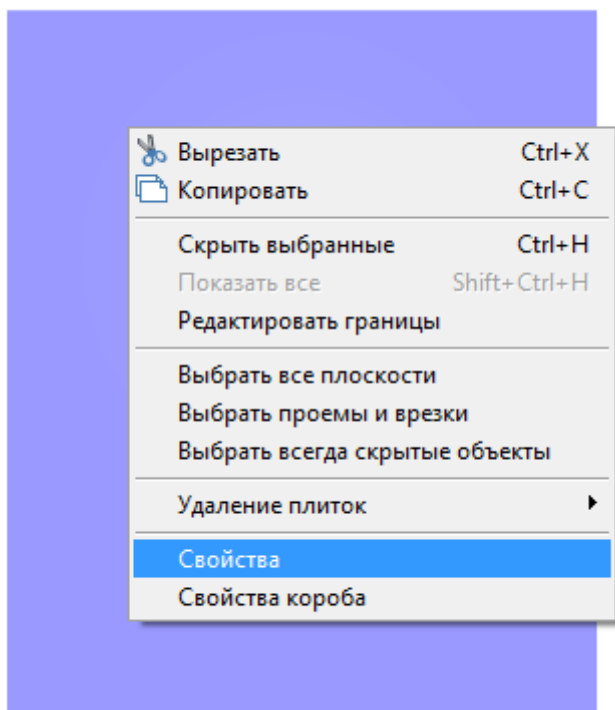 Вырезать Ctrl+X
Копировать Ctrl+C
Скрыть выбранные Ctrl+H
Показать все Shift+Ctrl+H
Редактировать границы
Выбрать все плоскости
Выбрать проемы и врезки
Выбрать всегда скрытые объекты
Удаление плиток
Свойства
Свойства короба